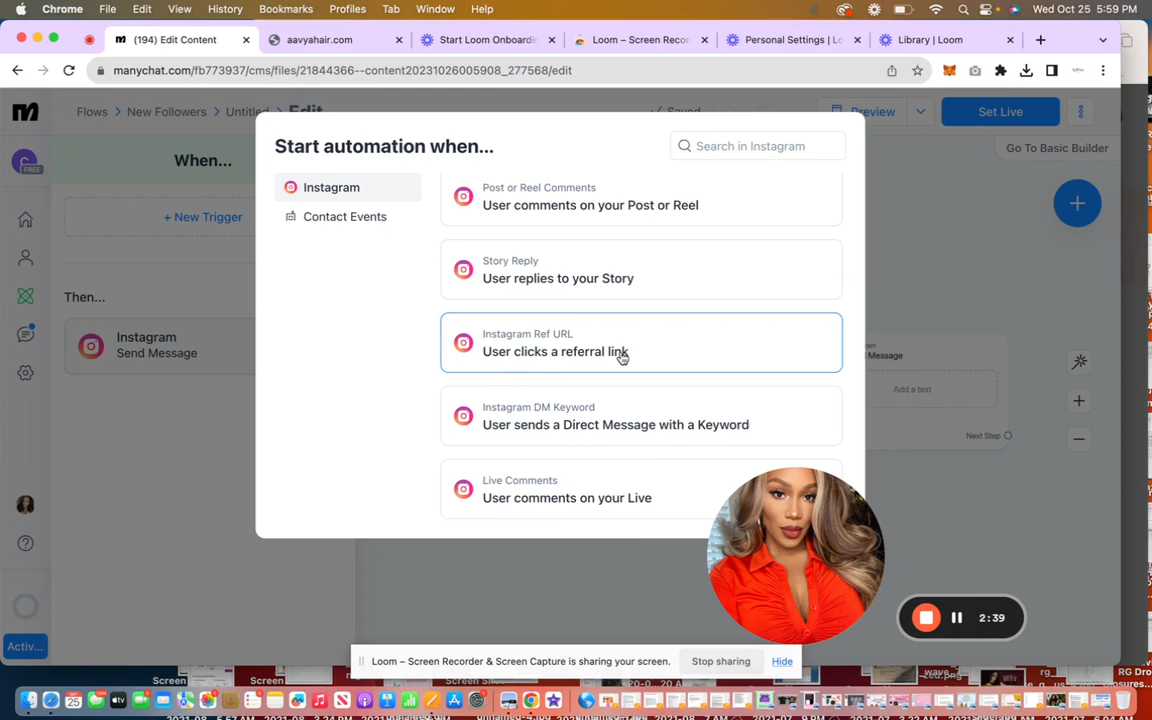 Chrome File Edit View History Bookmarks Profiles Tab Window Help Wed Oct 25 5:59 PM
(194) Edit Content aavyahair.com Start Loom Onboardin Loom – Screen Recor Personal Settings | Lo Library | Loom
manychat.com/fb773937/cms/files/21844366--content20231026005908_277568/edit
Flows New Followers Untitled Edit Saved Preview Set Live
Start automation when...
Search in Instagram
Go To Basic Builder
FREE
When...
Instagram
Contact Events
+ New Trigger
Then...
Instagram
Send Message
Post or Reel Comments
User comments on your Post or Reel
Story Reply
User replies to your Story
Instagram Ref URL
User clicks a referral link
Instagram DM Keyword
User sends a Direct Message with a Keyword
Live Comments
User comments on your Live
Message
Add a text
Next Step
2:39
Activ...
Loom – Screen Recorder & Screen Capture is sharing your screen. Stop sharing Hide
Screen